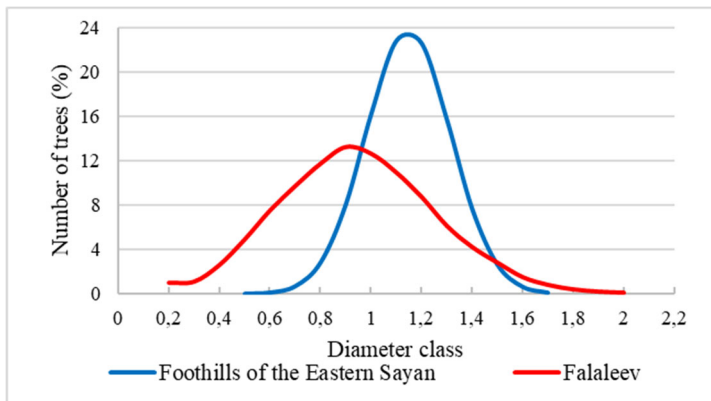 24
20
16
12
8
4
0
Number of trees (%)
0 0,2 0,4 0,6 0,8 1 1,2 1,4 1,6 1,8 2 2,2
Diameter class
Foothills of the Eastern Sayan Falaleev